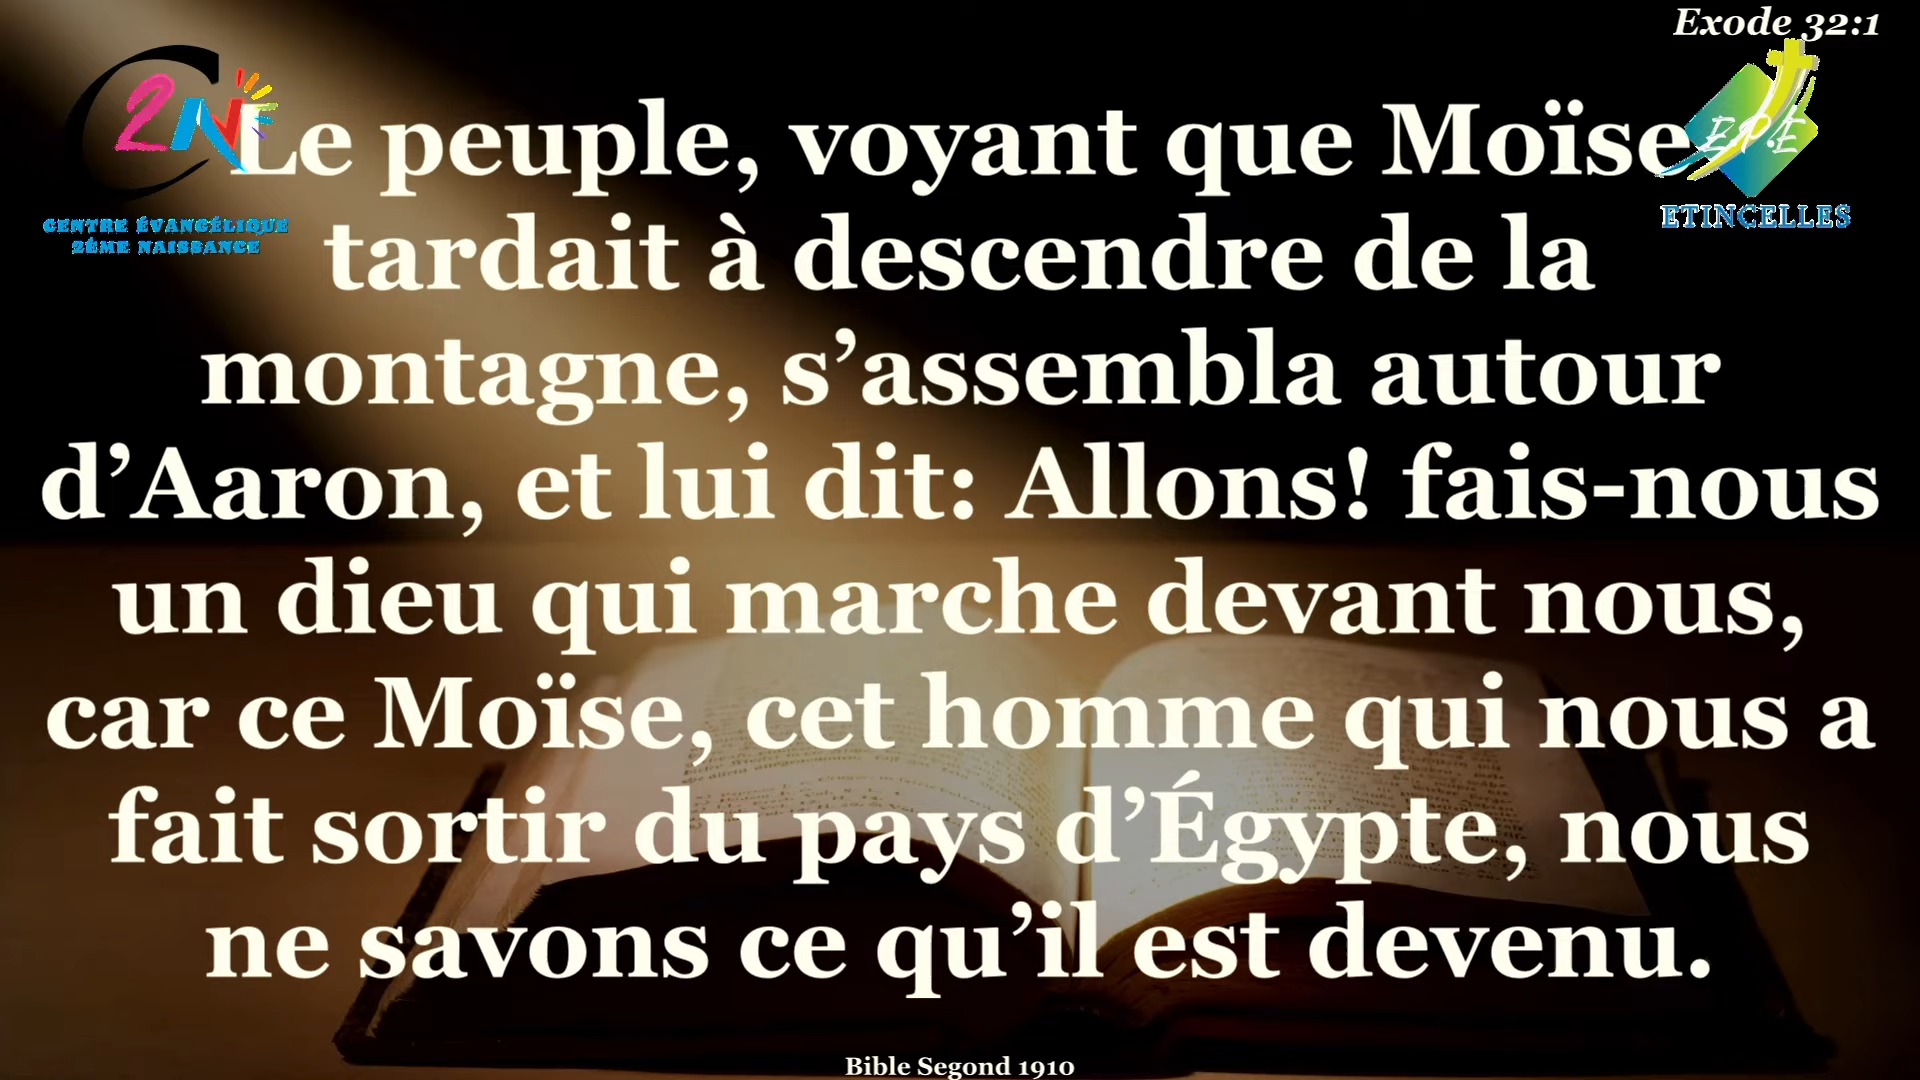 Exode 32:1
C2NE
CENTRE ÉVANGÉLIQUE
2ÈME NAISSANCE
E.P.E
ETINCELLES
Le peuple, voyant que Moïse
tardait à descendre de la
montagne, s’assembla autour
d’Aaron, et lui dit: Allons! fais-nous
un dieu qui marche devant nous,
car ce Moïse, cet homme qui nous a
fait sortir du pays d’Égypte, nous
ne savons ce qu’il est devenu.
Bible Segond 1910